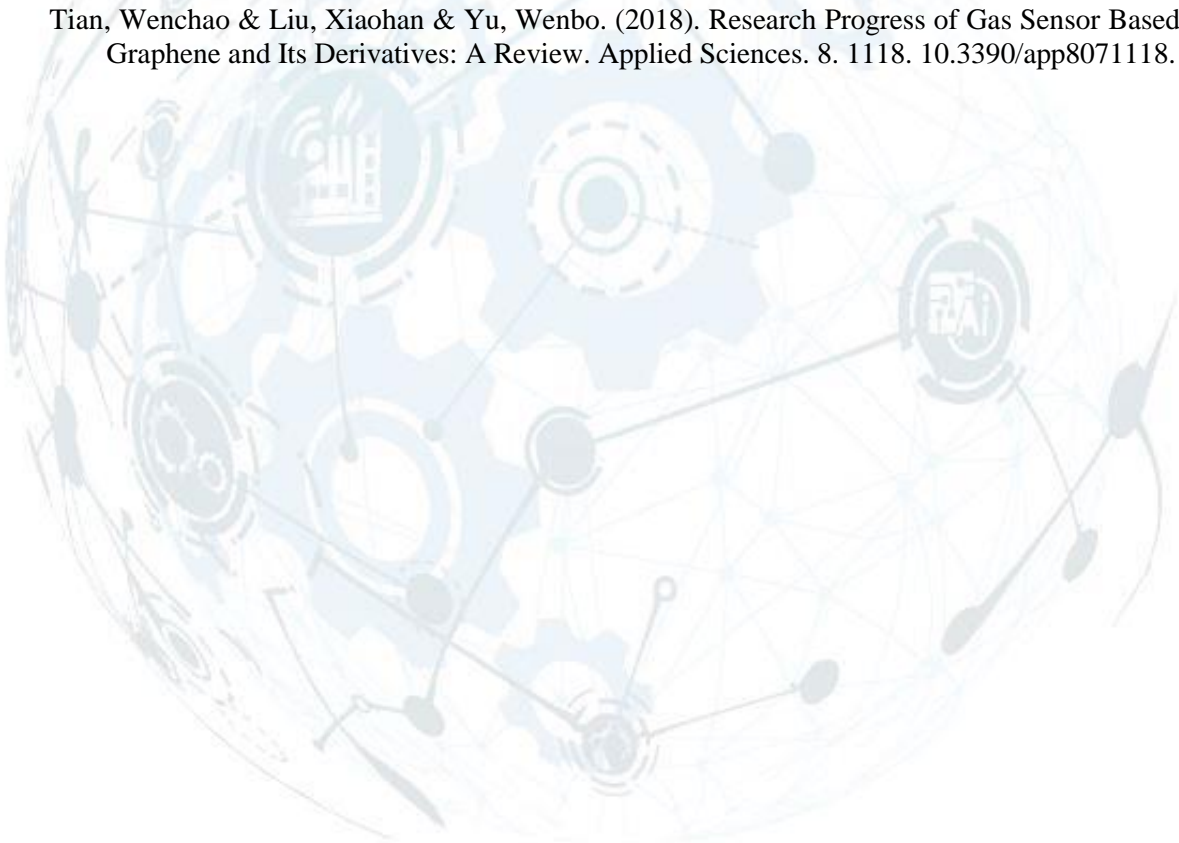 Tian, Wenchao & Liu, Xiaohan & Yu, Wenbo. (2018). Research Progress of Gas Sensor Based
Graphene and Its Derivatives: A Review. Applied Sciences. 8. 1118. 10.3390/app8071118.